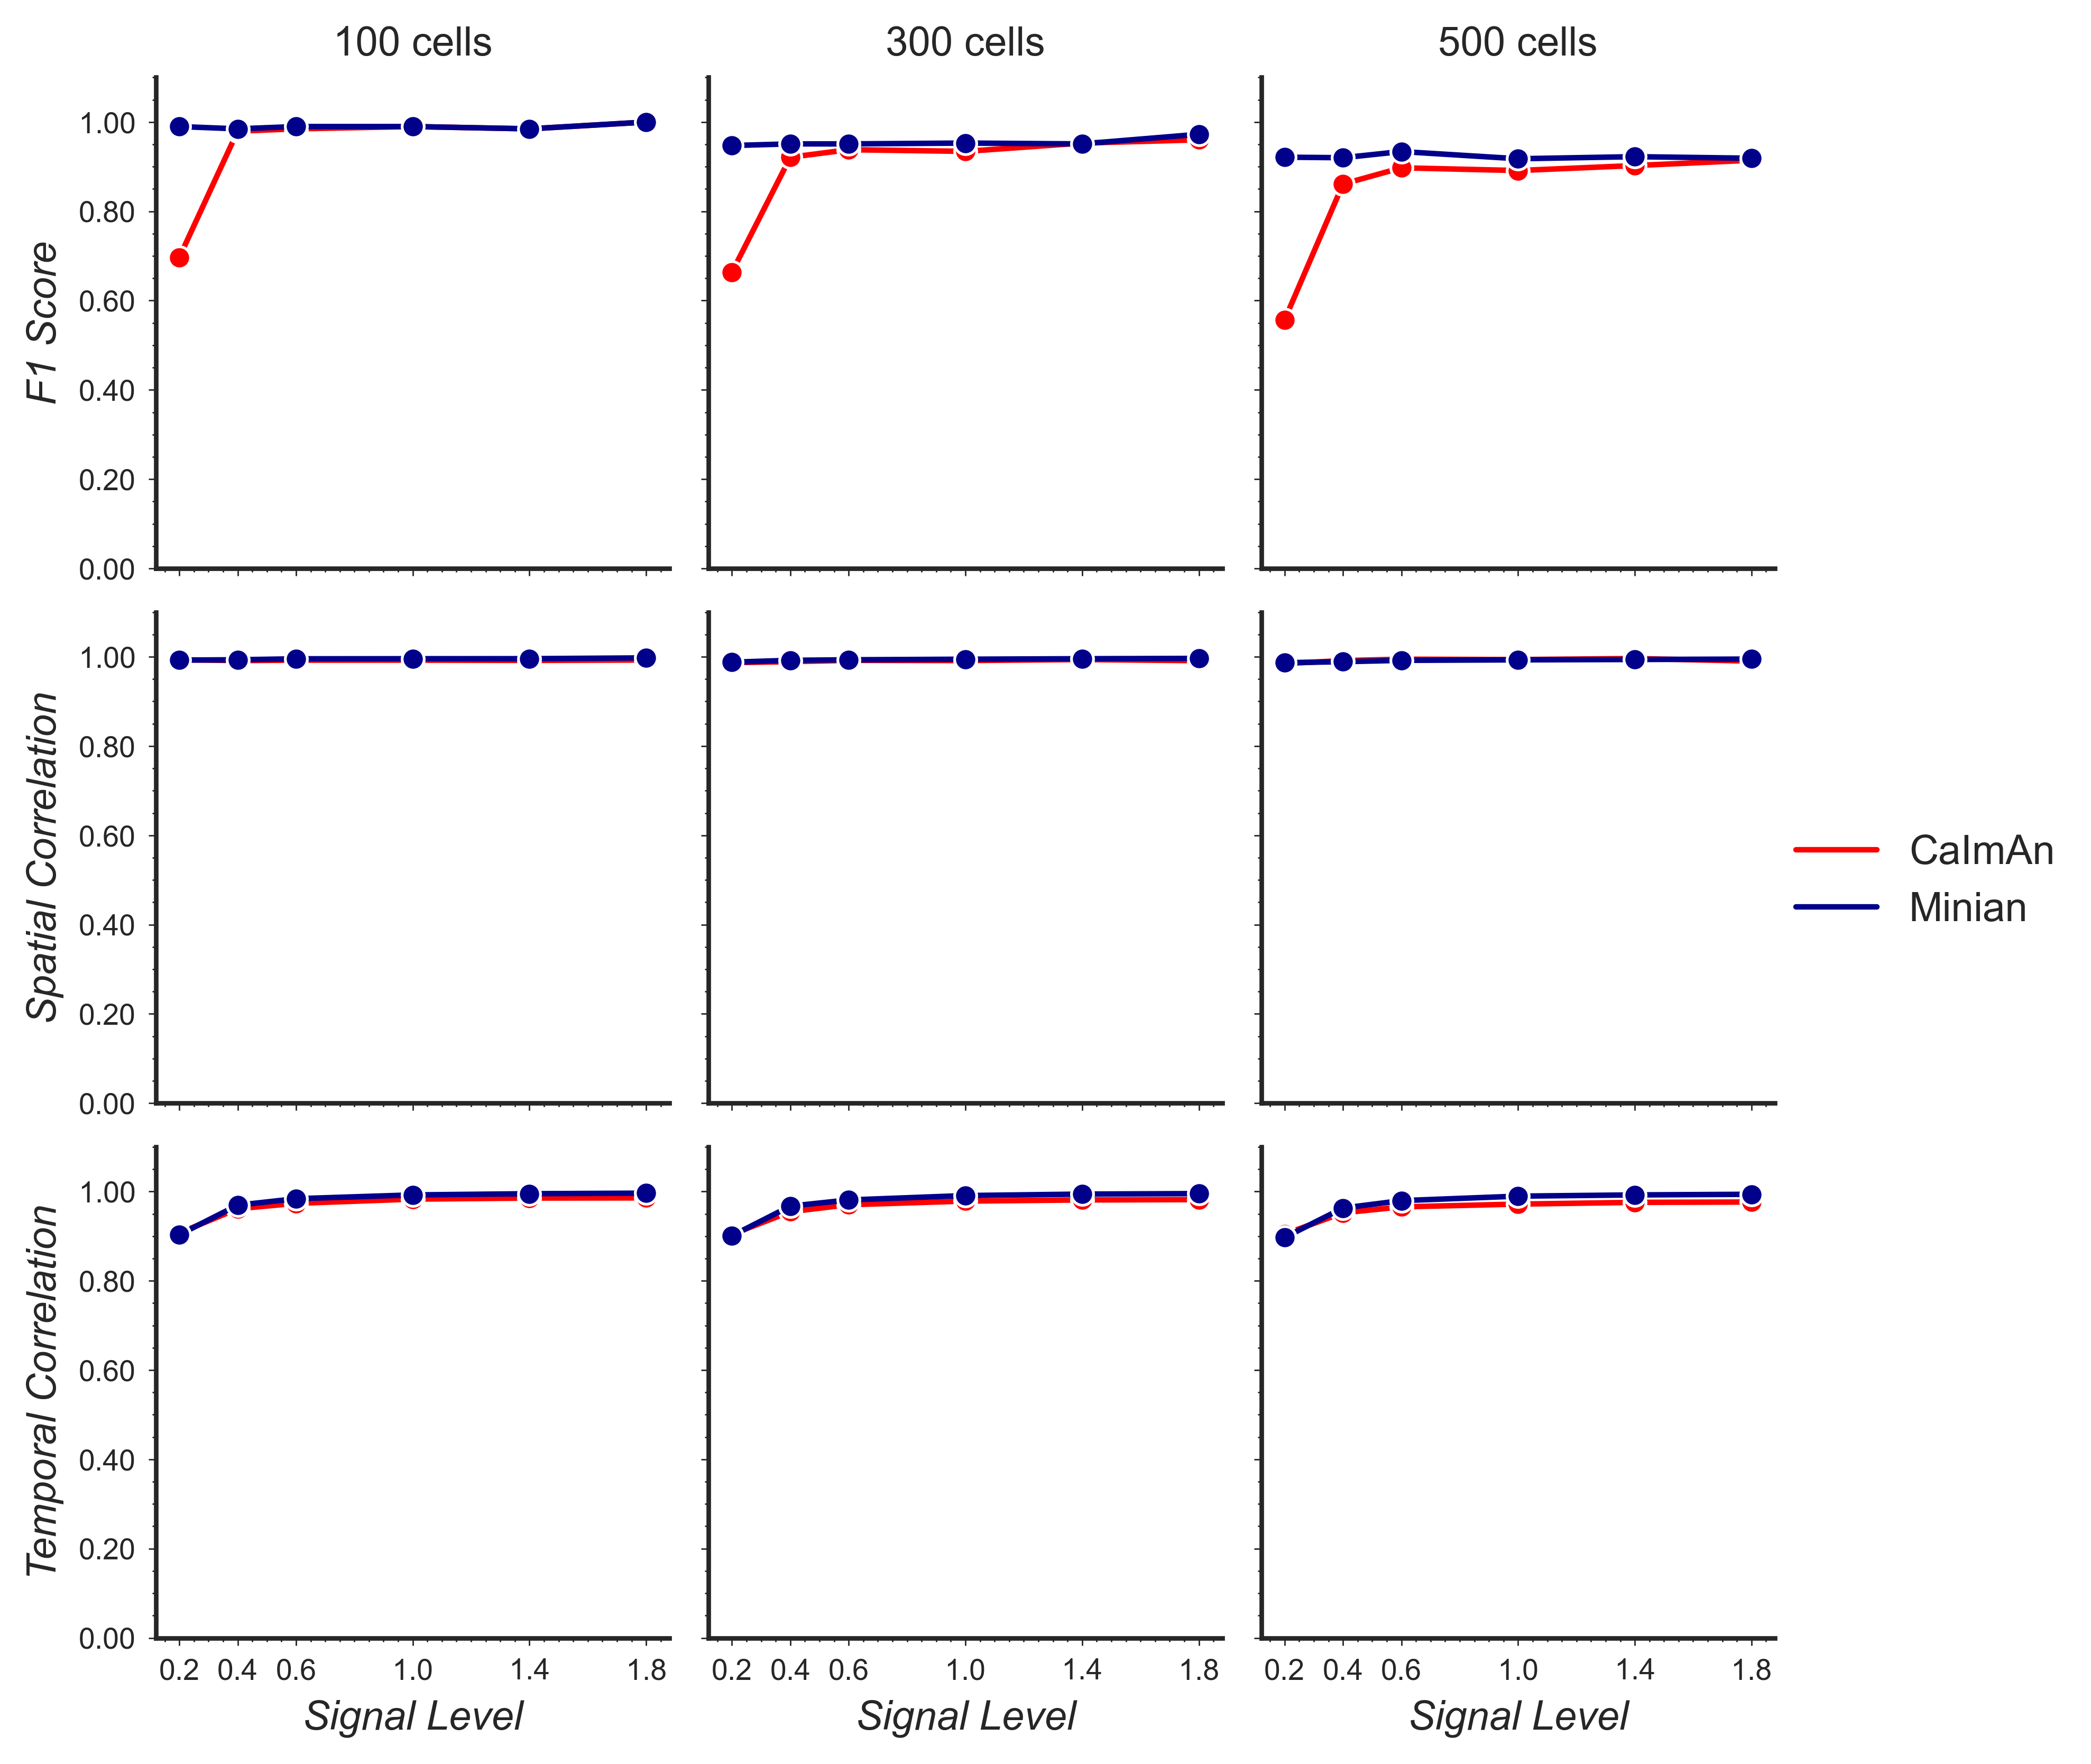 100 cells
300 cells
500 cells
F1 Score
1.00
0.80
0.60
0.40
0.20
0.00
Spatial Correlation
1.00
0.80
0.60
0.40
0.20
0.00
CaImAn
Minian
Temporal Correlation
1.00
0.80
0.60
0.40
0.20
0.00
0.2 0.4 0.6 1.0 1.4 1.8
0.2 0.4 0.6 1.0 1.4 1.8
0.2 0.4 0.6 1.0 1.4 1.8
Signal Level
Signal Level
Signal Level